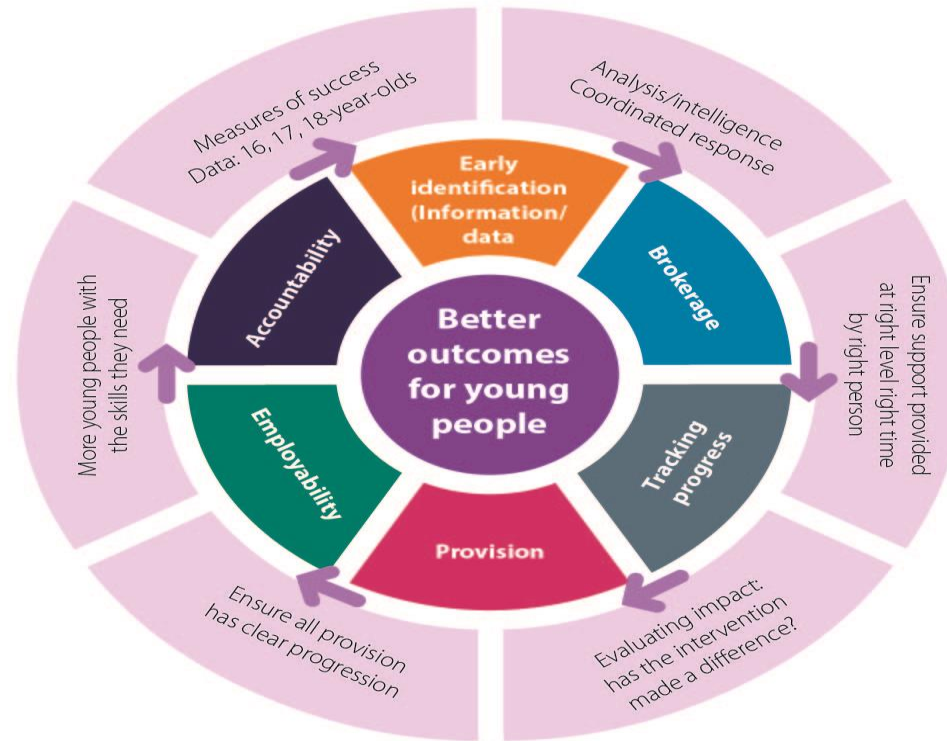 Measures of success
Data: 16, 17, 18-year-olds
Analysis/intelligence
Coordinated response
Early
identification
(Information/
data
Accountability
Brokerage
Better
outcomes
for young
people
More young people with
the skills they need
Ensure support provided
at right level right time
by right person
Employability
Tracking
progress
Provision
Ensure all provision
has clear progression
Evaluating impact:
has the intervention
made a difference?